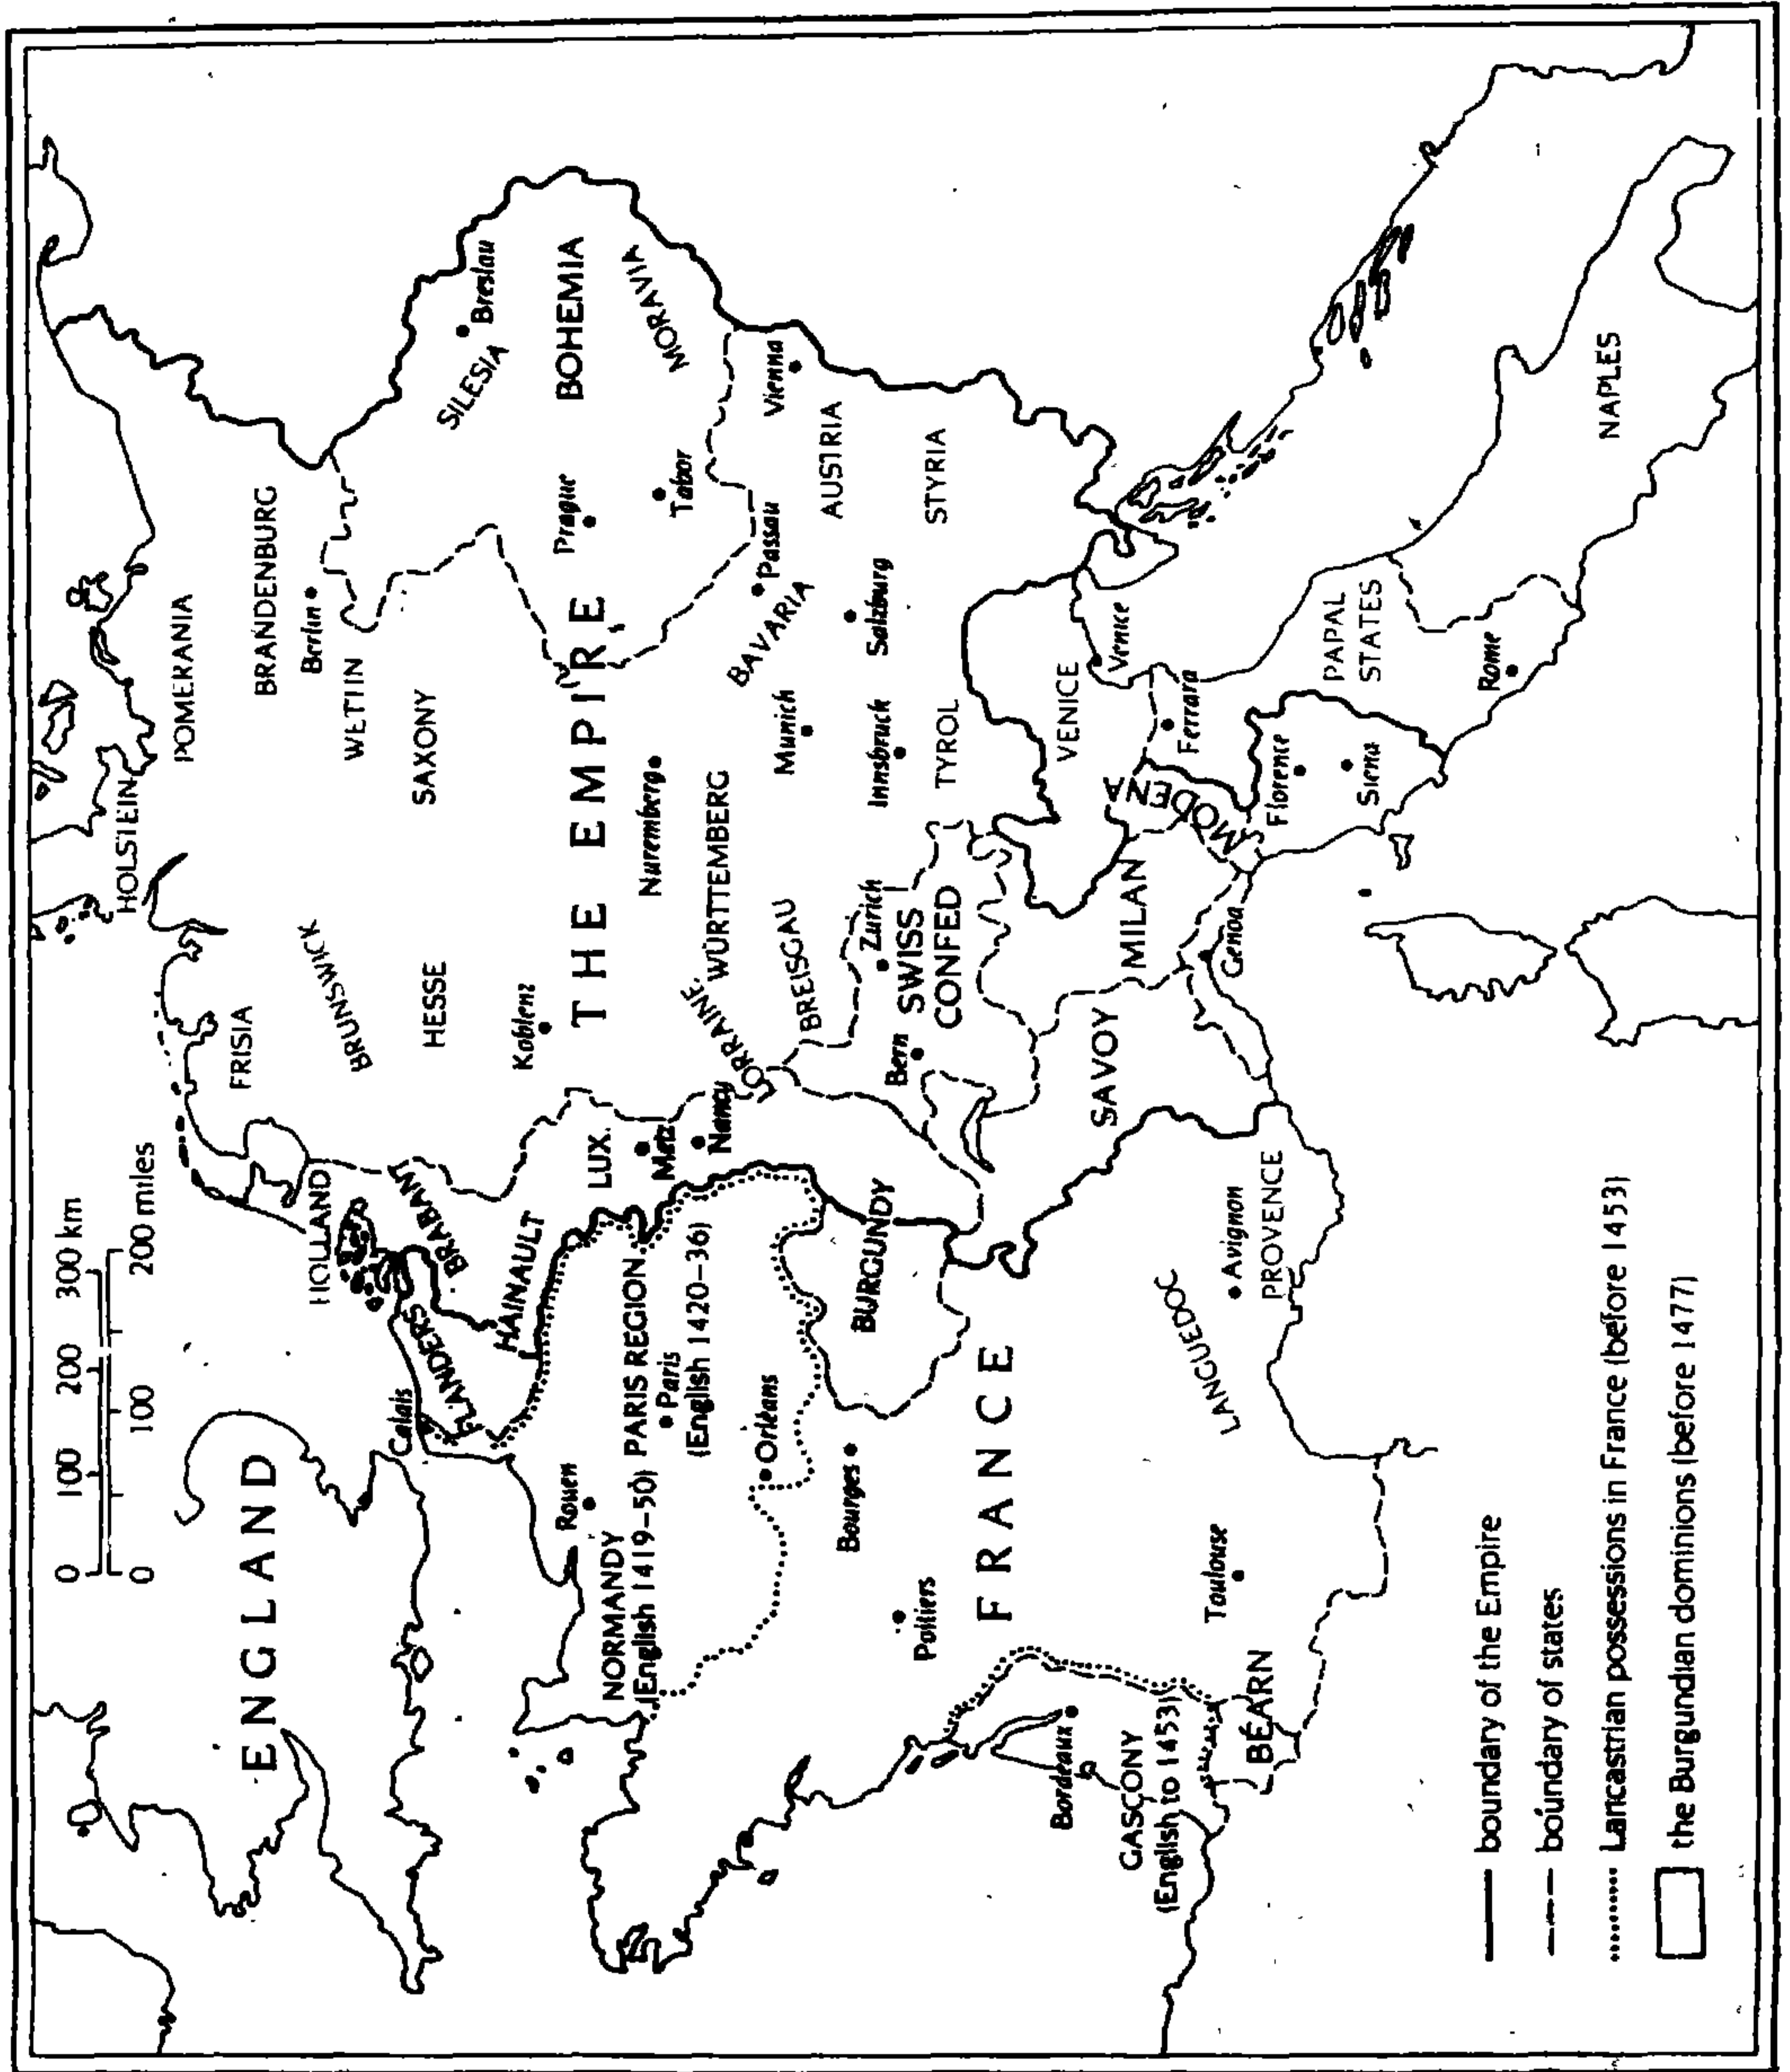 0 100 200 300 km
0 100 200 miles
ENGLAND
HOLSTEIN
POMERANIA
FRISIA
BRANDENBURG
Berlin
HOLLAND
BRUNSWICK
WETTIN
SAXONY
HESSE
BRABANT
FLANDERS
Calais
HAINAULT
SILESIA
Breslau
Koblenz
Prague
BOHEMIA
THE EMPIRE
MORAVIA
Tabor
Rouen
NORMANDY
(English 1419–50)
PARIS REGION
Paris
(English 1420–36)
LUX.
Metz
Nancy
LORRAINE
Nuremberg
WÜRTTEMBERG
Passau
BAVARIA
Vienna
Munich
Orléans
BREISGAU
AUSTRIA
Bourges
BURGUNDY
Zurich
Innsbruck
Salzburg
Bern
SWISS
CONFED
TYROL
STYRIA
Poitiers
FRANCE
VENICE
Venice
SAVOY
MILAN
MODENA
Ferrara
Bordeaux
GASCONY
(English to 1453)
LANGUEDOC
Avignon
PROVENCE
Genoa
Toulouse
BÉARN
Florence
Siena
PAPAL
STATES
Rome
NAPLES
boundary of the Empire
boundary of states
Lancastrian possessions in France (before 1453)
the Burgundian dominions (before 1477)